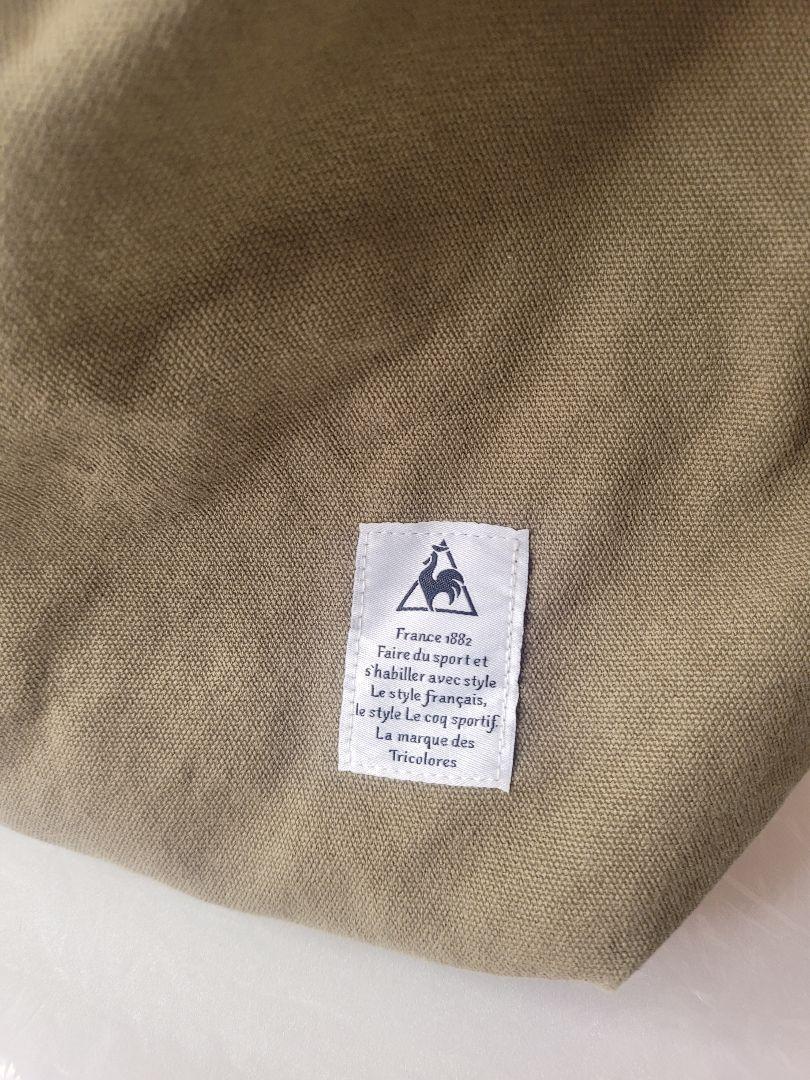 France 1882
Faire du sport et
s'habiller avec style
Le style français,
le style Le coq sportif.
La marque des
Tricolores